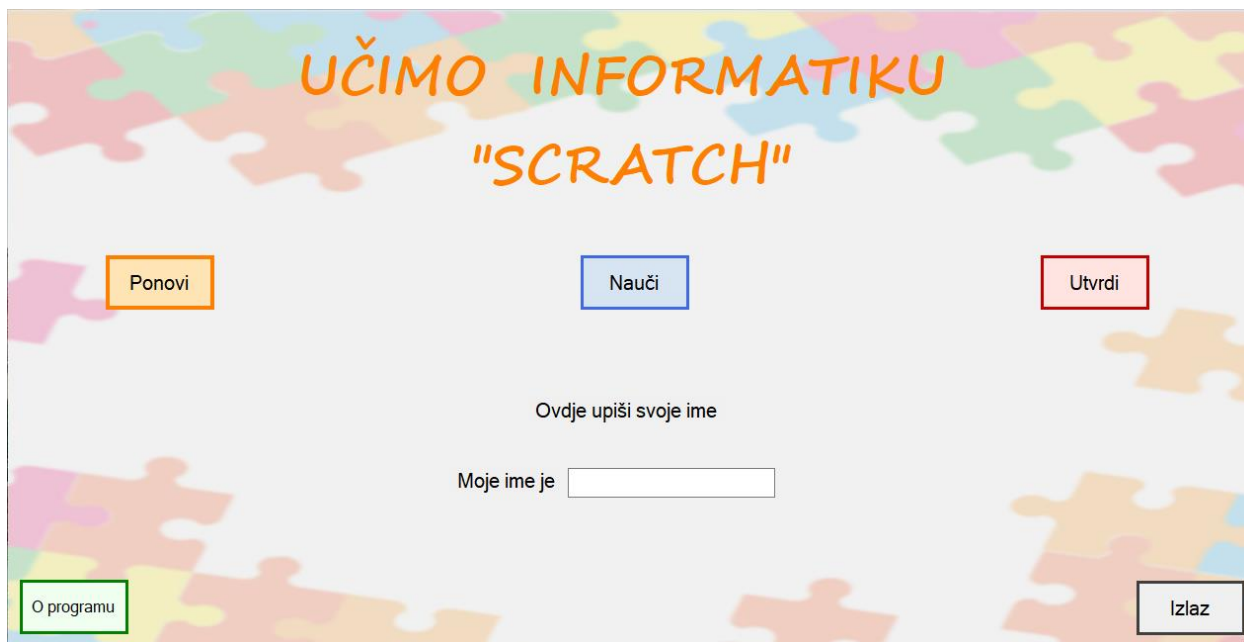 UČIMO INFORMATIKU
"SCRATCH"
Ponovi
Nauči
Utvrdi
Ovdje upiši svoje ime
Moje ime je
O programu
Izlaz